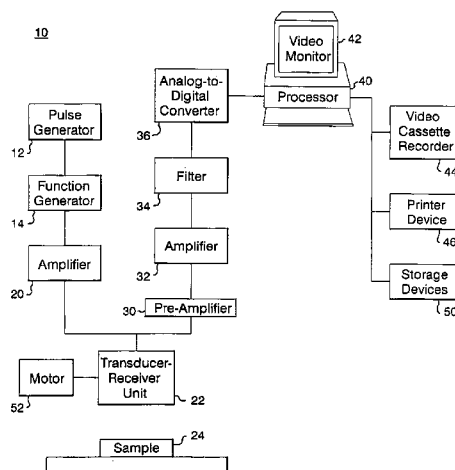 10
Video
Monitor
42
Analog-to-
Digital
Converter
36
Processor
40
Pulse
Generator
12
Video
Cassette
Recorder
44
Function
Generator
14
Filter
34
Printer
Device
46
Amplifier
20
Amplifier
32
Storage
Devices
50
30
Pre-Amplifier
Motor
52
Transducer-
Receiver
Unit
22
Sample
24